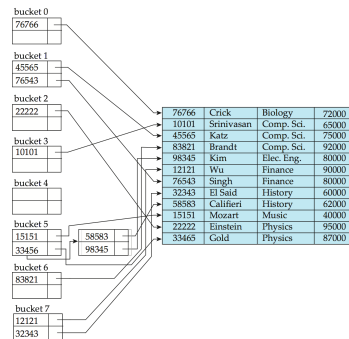 bucket 0
76766
bucket 1
45565
76543
bucket 2
22222
bucket 3
10101
bucket 4
bucket 5
15151
33456
58583
98345
bucket 6
83821
bucket 7
12121
32343
76766 Crick Biology 72000
10101 Srinivasan Comp. Sci. 65000
45565 Katz Comp. Sci. 75000
83821 Brandt Comp. Sci. 92000
98345 Kim Elec. Eng. 80000
12121 Wu Finance 90000
76543 Singh Finance 80000
32343 El Said History 60000
58583 Califieri History 62000
15151 Mozart Music 40000
22222 Einstein Physics 95000
33465 Gold Physics 87000